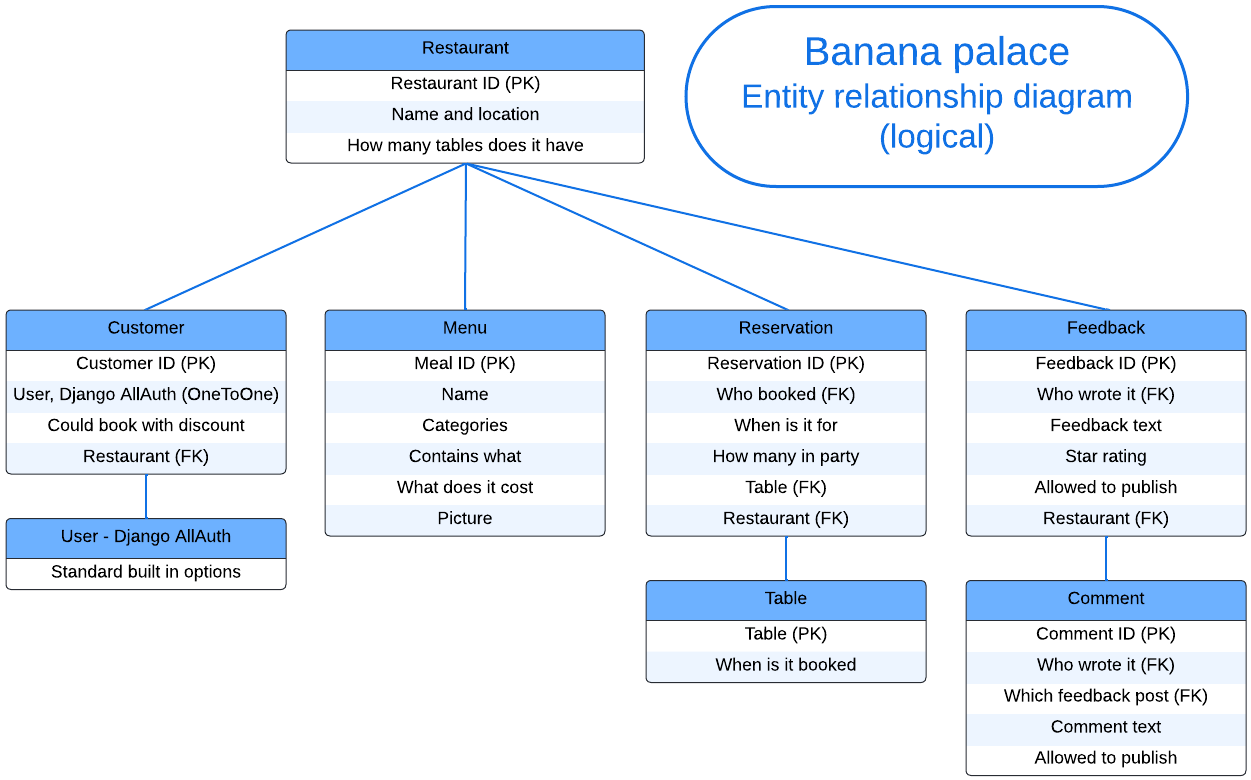 Banana palace
Entity relationship diagram
(logical)
Restaurant
Restaurant ID (PK)
Name and location
How many tables does it have
Customer
Customer ID (PK)
User, Django AllAuth (OneToOne)
Could book with discount
Restaurant (FK)
User - Django AllAuth
Standard built in options
Menu
Meal ID (PK)
Name
Categories
Contains what
What does it cost
Picture
Reservation
Reservation ID (PK)
Who booked (FK)
When is it for
How many in party
Table (FK)
Restaurant (FK)
Table
Table (PK)
When is it booked
Feedback
Feedback ID (PK)
Who wrote it (FK)
Feedback text
Star rating
Allowed to publish
Restaurant (FK)
Comment
Comment ID (PK)
Who wrote it (FK)
Which feedback post (FK)
Comment text
Allowed to publish